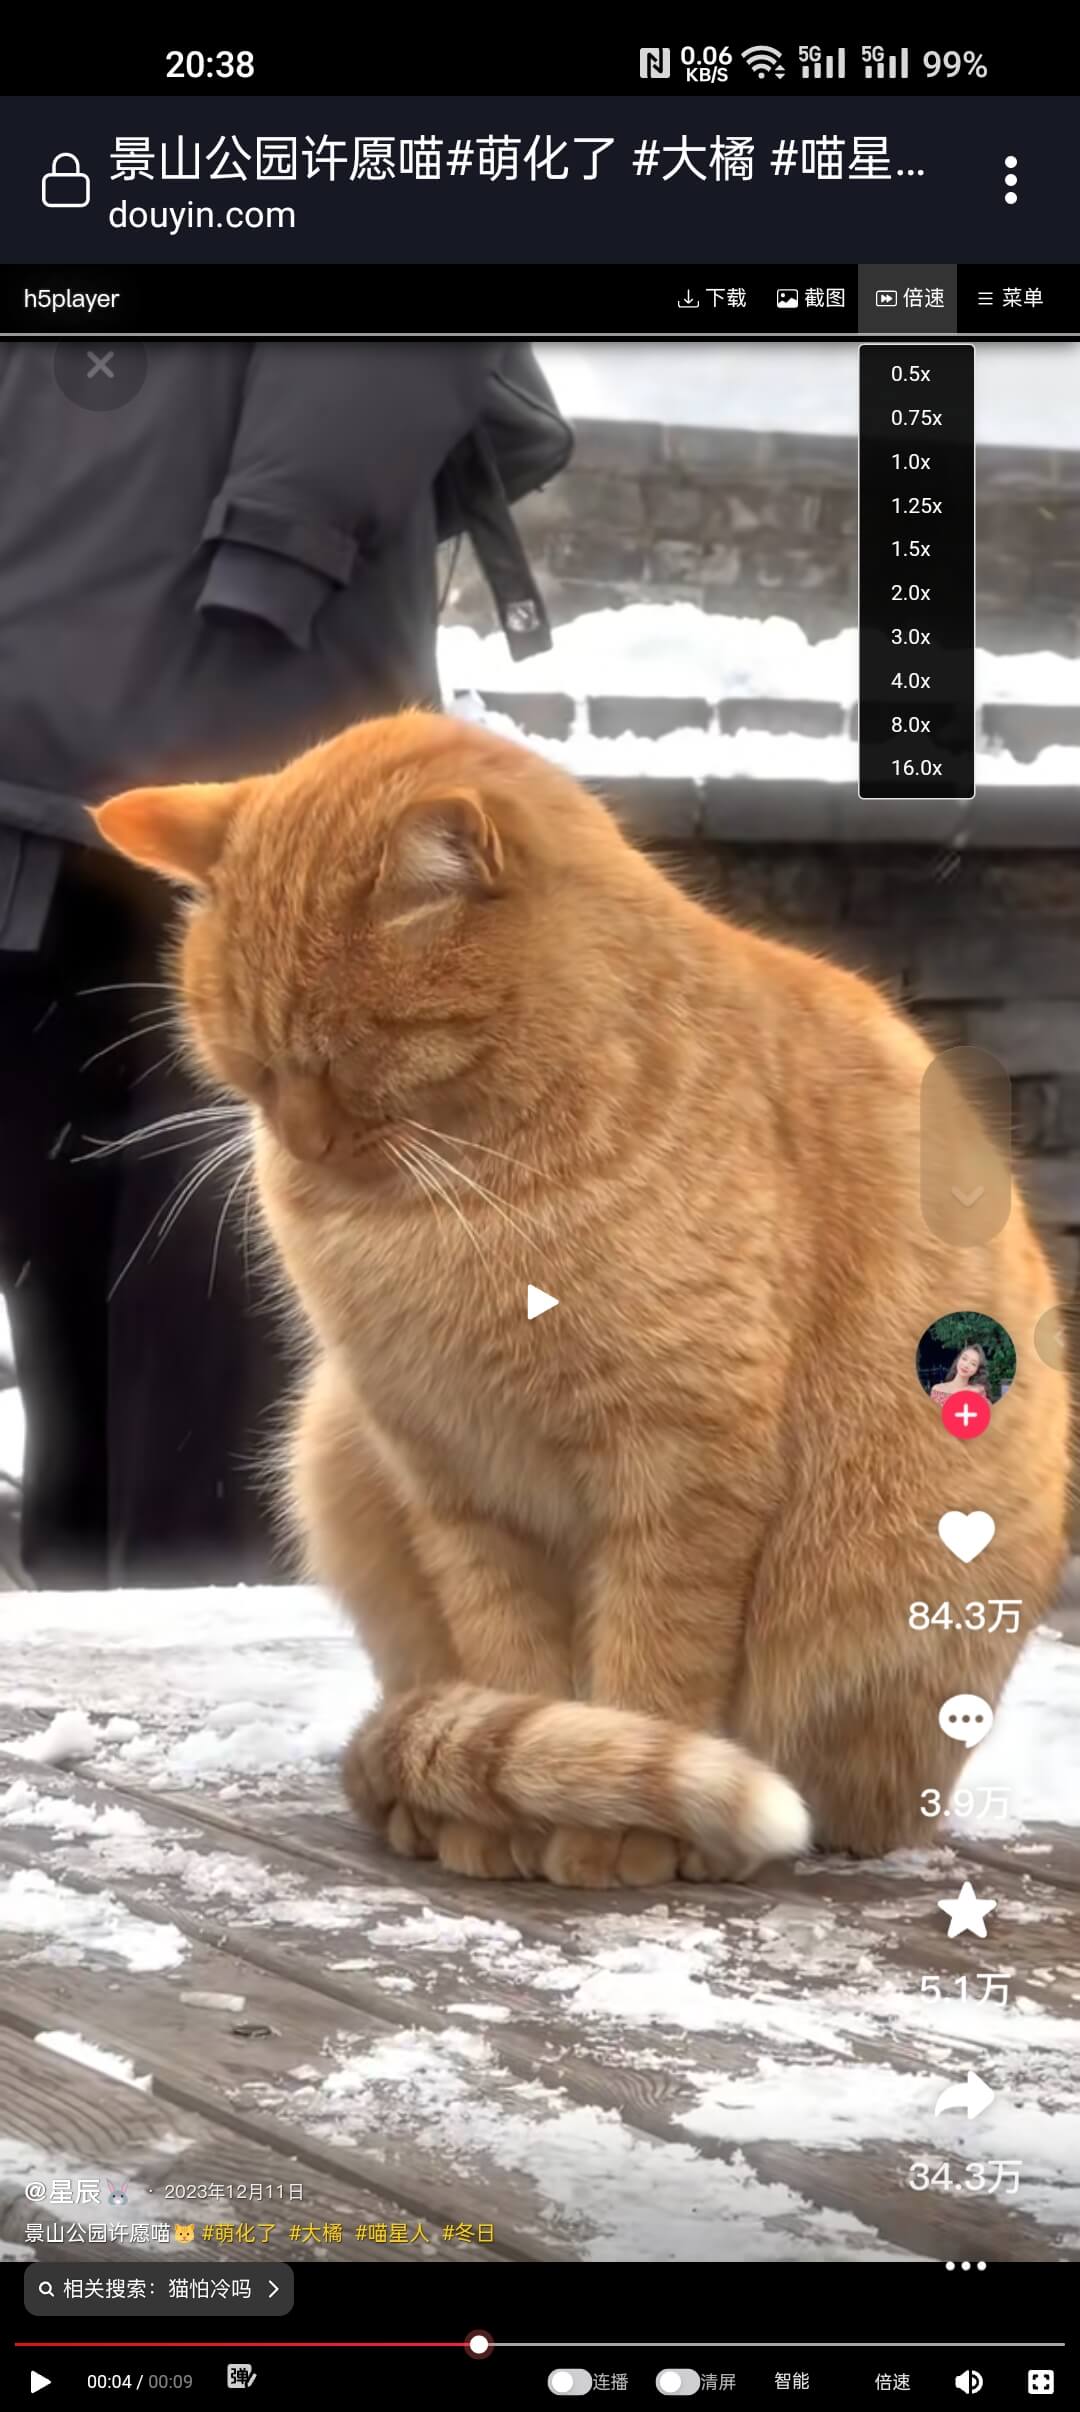 20:38 0.06 KB/S 5G 5G 99%
景山公园许愿喵#萌化了 #大橘 #喵星...
douyin.com
h5player 下载 截图 倍速 菜单
0.5x
0.75x
1.0x
1.25x
1.5x
2.0x
3.0x
4.0x
8.0x
16.0x
84.3万
3.9万
5.1万
34.3万
@星辰🐰 · 2023年12月11日
景山公园许愿喵🐱 #萌化了 #大橘 #喵星人 #冬日
相关搜索：猫怕冷吗
00:04 / 00:09 弹 连播 清屏 智能 倍速